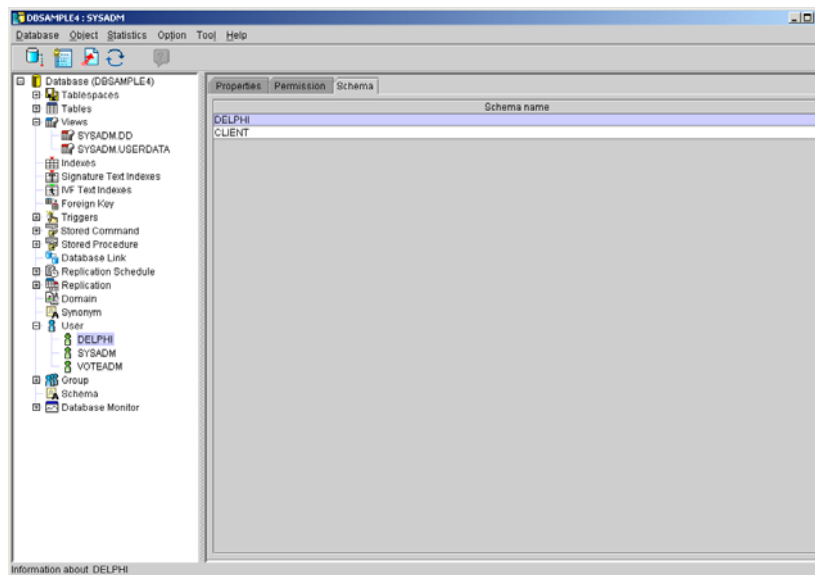 DBSAMPLE4 : SYSADM
Database Object Statistics Option Tool Help
Database (DBSAMPLE4)
Tablespaces
Tables
Views
SYSADM.DD
SYSADM.USERDATA
Indexes
Signature Text Indexes
IVF Text Indexes
Foreign Key
Triggers
Stored Command
Stored Procedure
Database Link
Replication Schedule
Replication
Domain
Synonym
User
DELPHI
SYSADM
VOTEADM
Group
Schema
Database Monitor
Properties Permission Schema
Schema name
DELPHI
CLIENT
Information about DELPHI